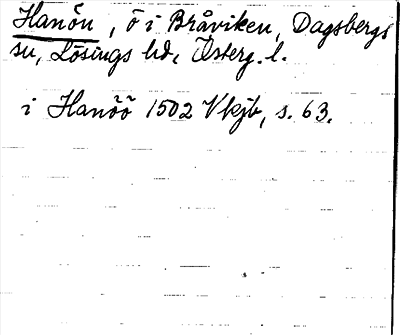 Hanön, ö i Bråviken, Dagsbergs
sn, Lösings hd, Österg. l.
i Hanöö 1502 Vkjb, s. 63.